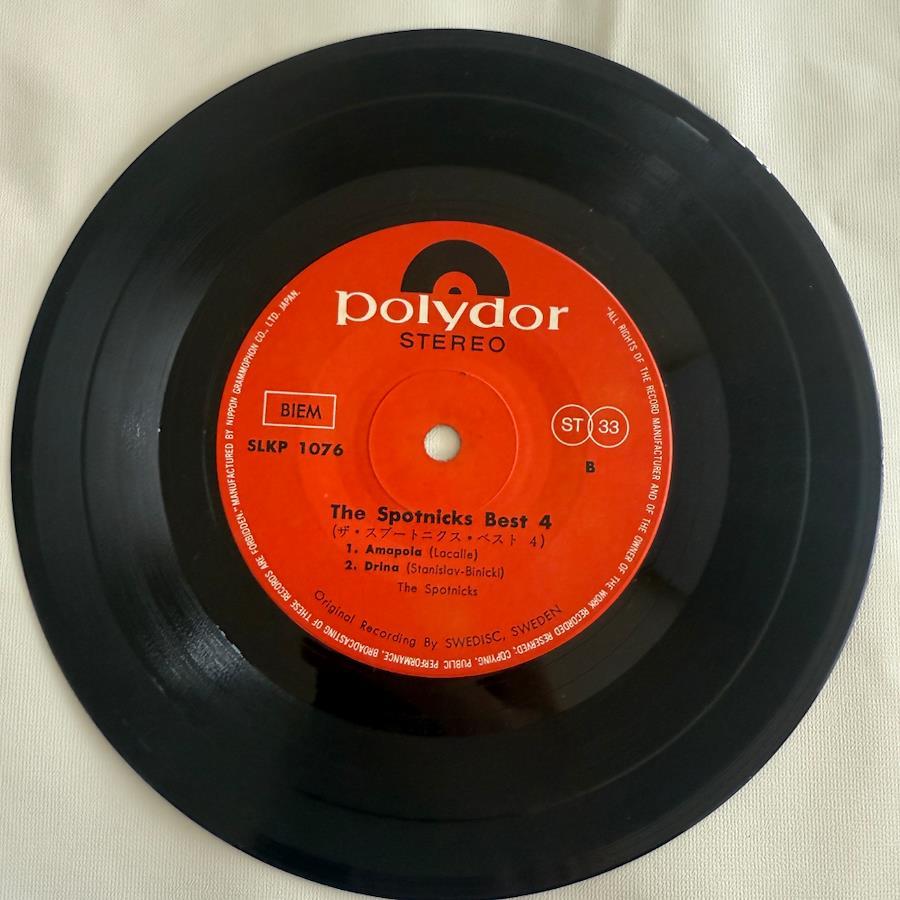 polydor
STEREO
BIEM
SLKP 1076
ST 33
B
The Spotnicks Best 4
(ザ・スプートニクス・ベスト 4)
1. Amapola (Lacalle)
2. Drina (Stanislav-Binicki)
The Spotnicks
Original Recording By SWEDISC, SWEDEN
"ALL RIGHTS OF THE RECORD MANUFACTURER AND OF THE OWNER OF THE WORK RECORDED RESERVED; COPYING, PUBLIC PERFORMANCE, BROADCASTING OF THESE RECORDS ARE FORBIDDEN." MANUFACTURED BY NIPPON GRAMMOPHON CO., LTD. JAPAN.